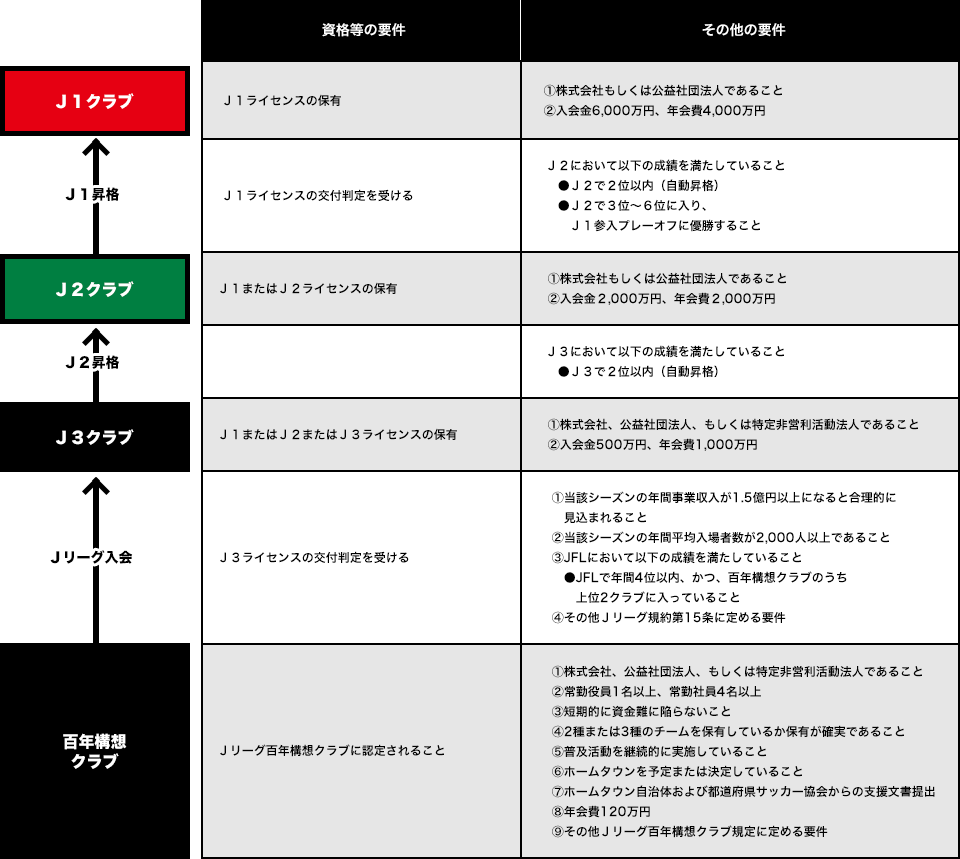 資格等の要件
その他の要件
J1クラブ
J1ライセンスの保有
①株式会社もしくは公益社団法人であること
②入会金6,000万円、年会費4,000万円
J1昇格
J1ライセンスの交付判定を受ける
J2において以下の成績を満たしていること
●J2で2位以内（自動昇格）
●J2で3位～6位に入り、
J1参入プレーオフに優勝すること
J2クラブ
J1またはJ2ライセンスの保有
①株式会社もしくは公益社団法人であること
②入会金2,000万円、年会費2,000万円
J2昇格
J3において以下の成績を満たしていること
●J3で2位以内（自動昇格）
J3クラブ
J1またはJ2またはJ3ライセンスの保有
①株式会社、公益社団法人、もしくは特定非営利活動法人であること
②入会金500万円、年会費1,000万円
Jリーグ入会
J3ライセンスの交付判定を受ける
①当該シーズンの年間事業収入が1.5億円以上になると合理的に
見込まれること
②当該シーズンの年間平均入場者数が2,000人以上であること
③JFLにおいて以下の成績を満たしていること
●JFLで年間4位以内、かつ、百年構想クラブのうち
上位2クラブに入っていること
④その他Jリーグ規約第15条に定める要件
百年構想
クラブ
Jリーグ百年構想クラブに認定されること
①株式会社、公益社団法人、もしくは特定非営利活動法人であること
②常勤役員1名以上、常勤社員4名以上
③短期的に資金難に陥らないこと
④2種または3種のチームを保有しているか保有が確実であること
⑤普及活動を継続的に実施していること
⑥ホームタウンを予定または決定していること
⑦ホームタウン自治体および都道府県サッカー協会からの支援文書提出
⑧年会費120万円
⑨その他Jリーグ百年構想クラブ規定に定める要件